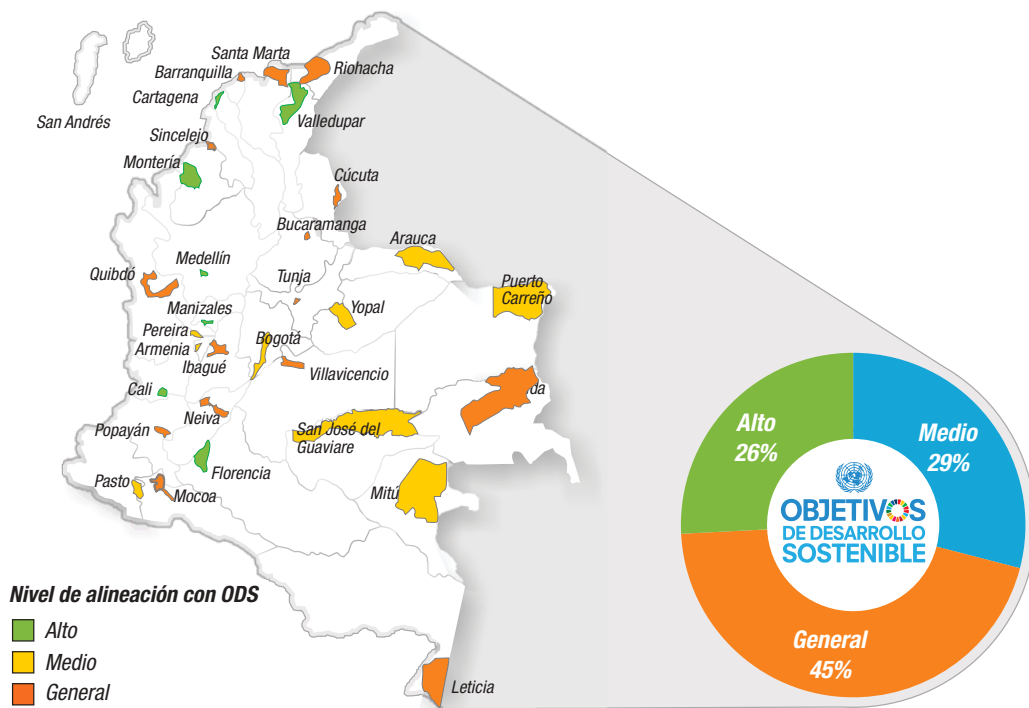 Santa Marta
Barranquilla
Riohacha
Cartagena
San Andrés
Valledupar
Sincelejo
Montería
Cúcuta
Bucaramanga
Arauca
Medellín
Quibdó
Tunja
Puerto
Carreño
Manizales
Yopal
Pereira
Bogotá
Armenia
Ibagué
Villavicencio
Cali
Neiva
Popayán
San José del
Guaviare
Florencia
Pasto
Mocoa
Mitú
Leticia
Nivel de alineación con ODS
Alto
Medio
General
Alto
26%
Medio
29%
OBJETIVOS
DE DESARROLLO
SOSTENIBLE
General
45%